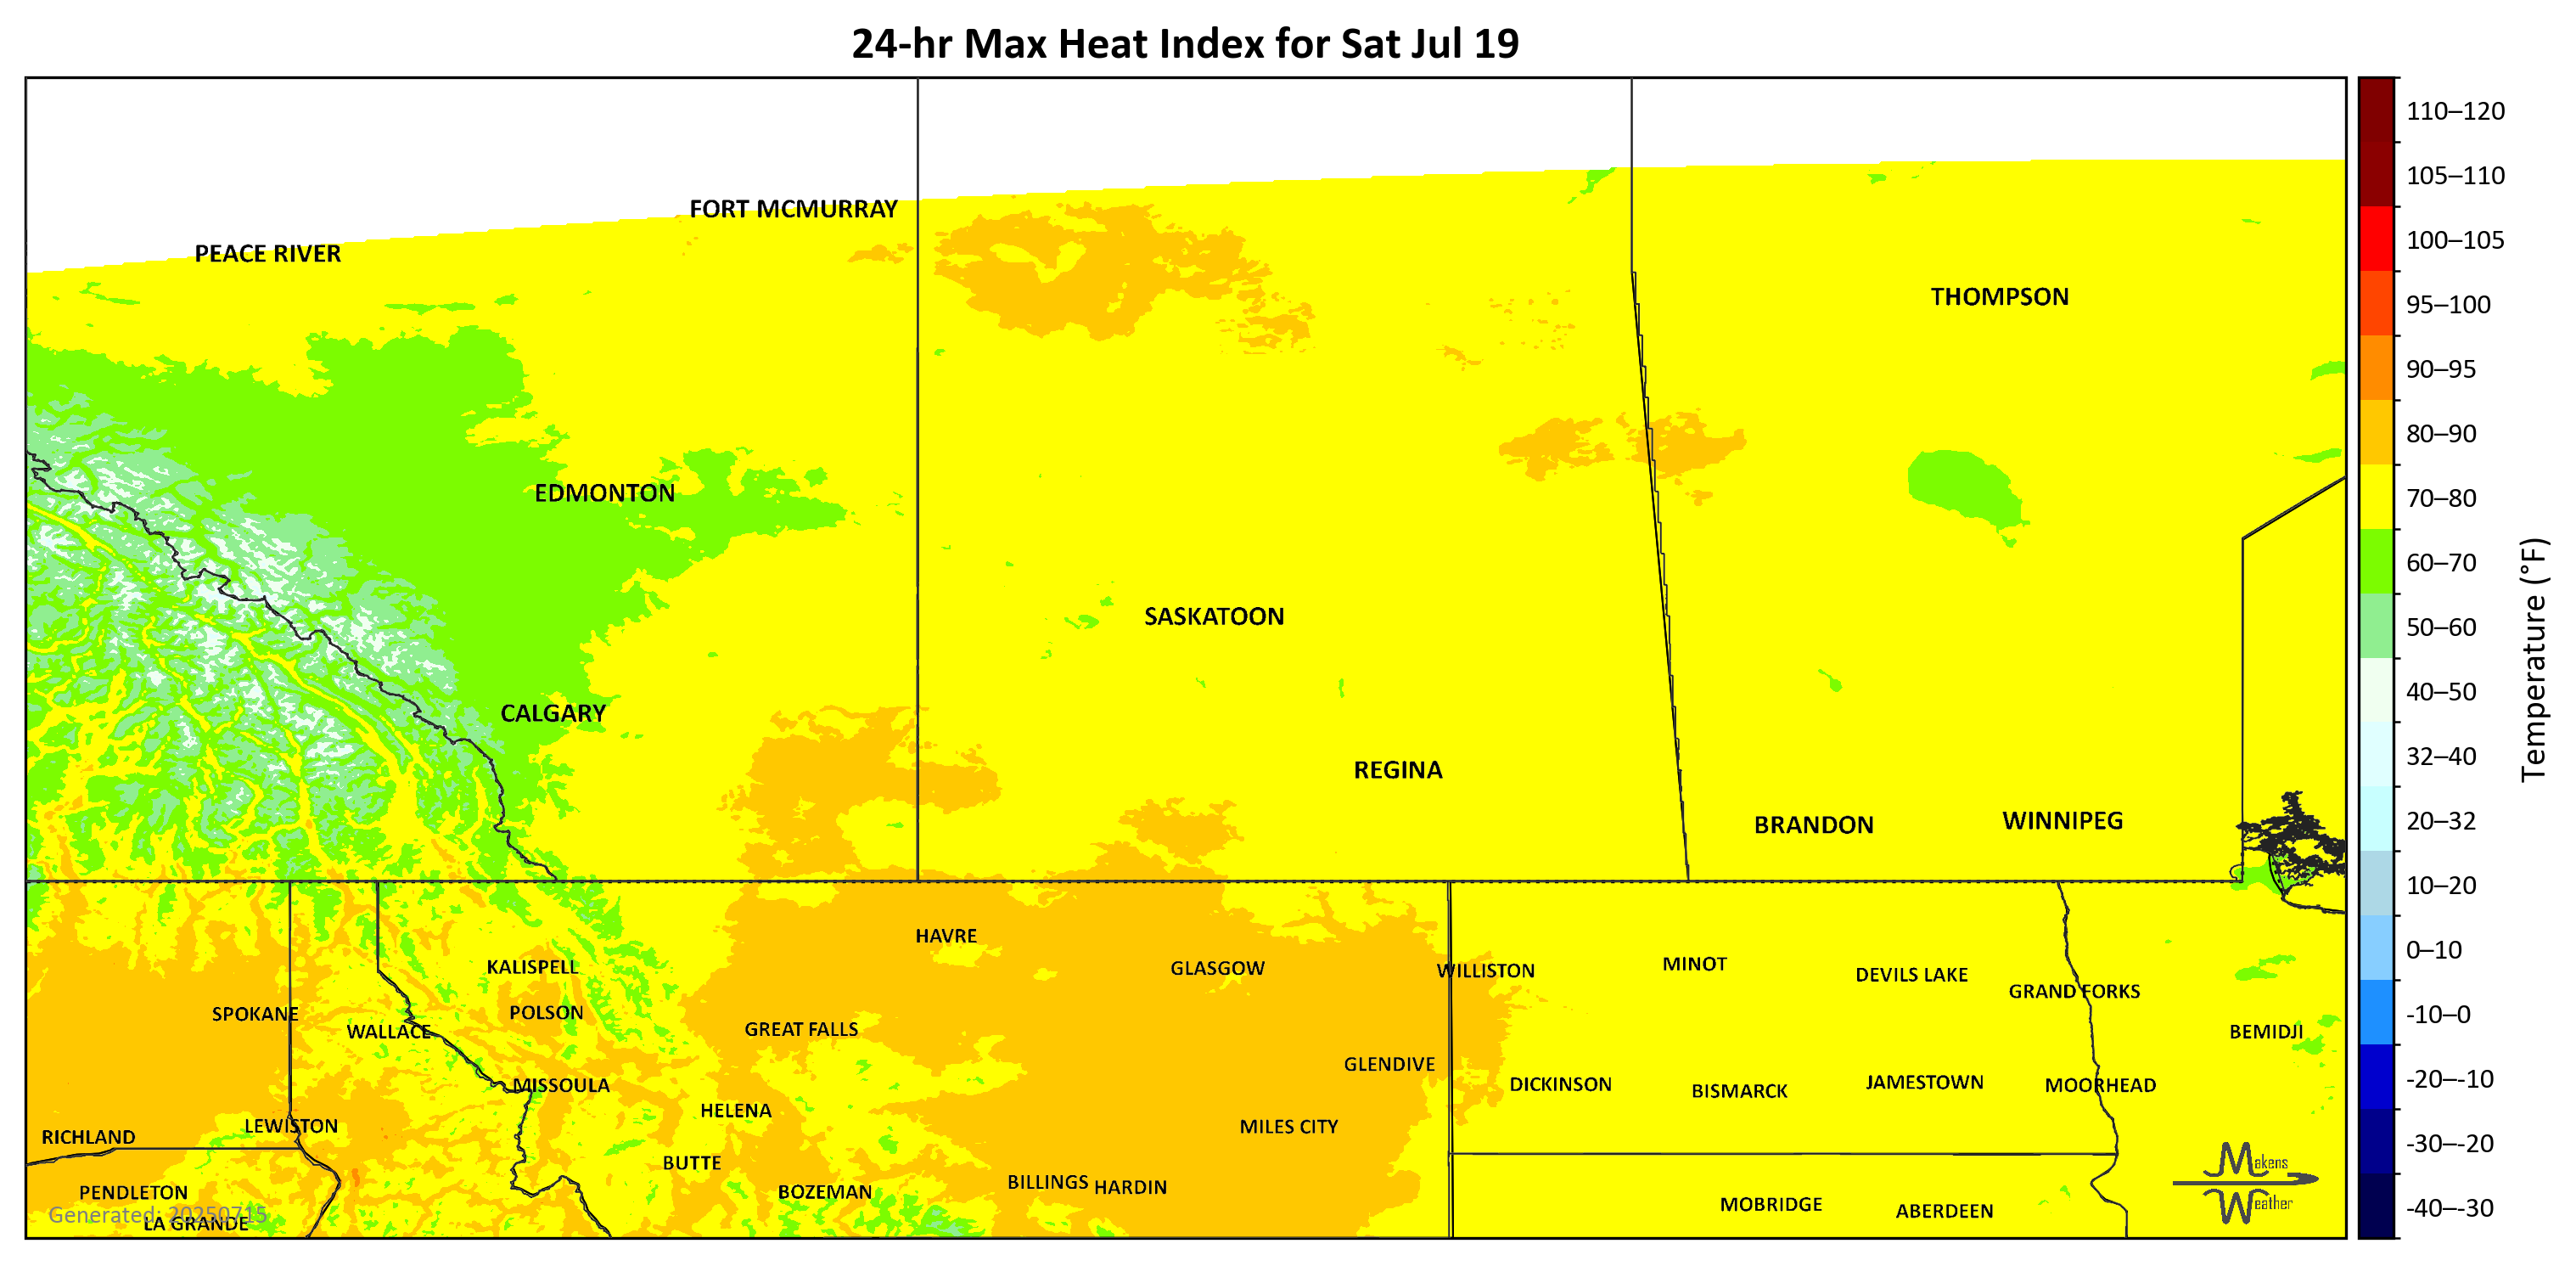 24-hr Max Heat Index for Sat Jul 19
110–120
105–110
FORT MCMURRAY
100–105
PEACE RIVER
THOMPSON
95–100
90–95
80–90
EDMONTON
70–80
60–70
SASKATOON
50–60
Temperature (°F)
40–50
CALGARY
32–40
REGINA
BRANDON
WINNIPEG
20–32
10–20
HAVRE
0–10
KALISPELL
GLASGOW
WILLISTON
MINOT
DEVILS LAKE
GRAND FORKS
SPOKANE
POLSON
-10–0
WALLACE
GREAT FALLS
BEMIDJI
GLENDIVE
-20–-10
MISSOULA
DICKINSON
BISMARCK
JAMESTOWN
MOORHEAD
HELENA
LEWISTON
MILES CITY
RICHLAND
-30–-20
BUTTE
Makens
Weather
PENDLETON
BOZEMAN
BILLINGS
HARDIN
MOBRIDGE
ABERDEEN
-40–-30
Generated: 20250715
LA GRANDE